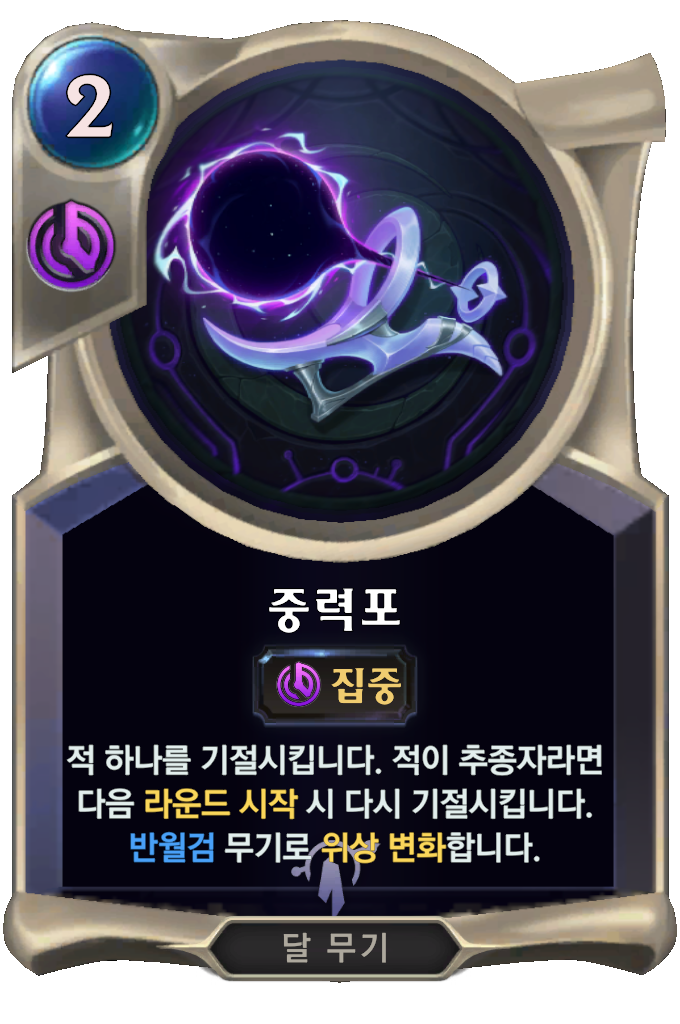 2
중력포
집중
적 하나를 기절시킵니다. 적이 추종자라면
다음 라운드 시작 시 다시 기절시킵니다.
반월검 무기로 위상 변화합니다.
달 무기